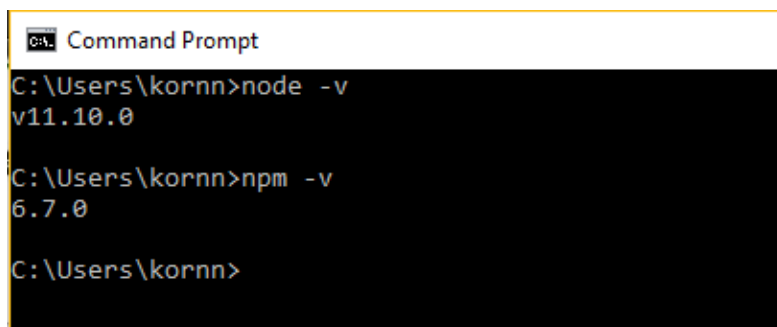 Command Prompt
C:\Users\kornn>node -v
v11.10.0
C:\Users\kornn>npm -v
6.7.0
C:\Users\kornn>